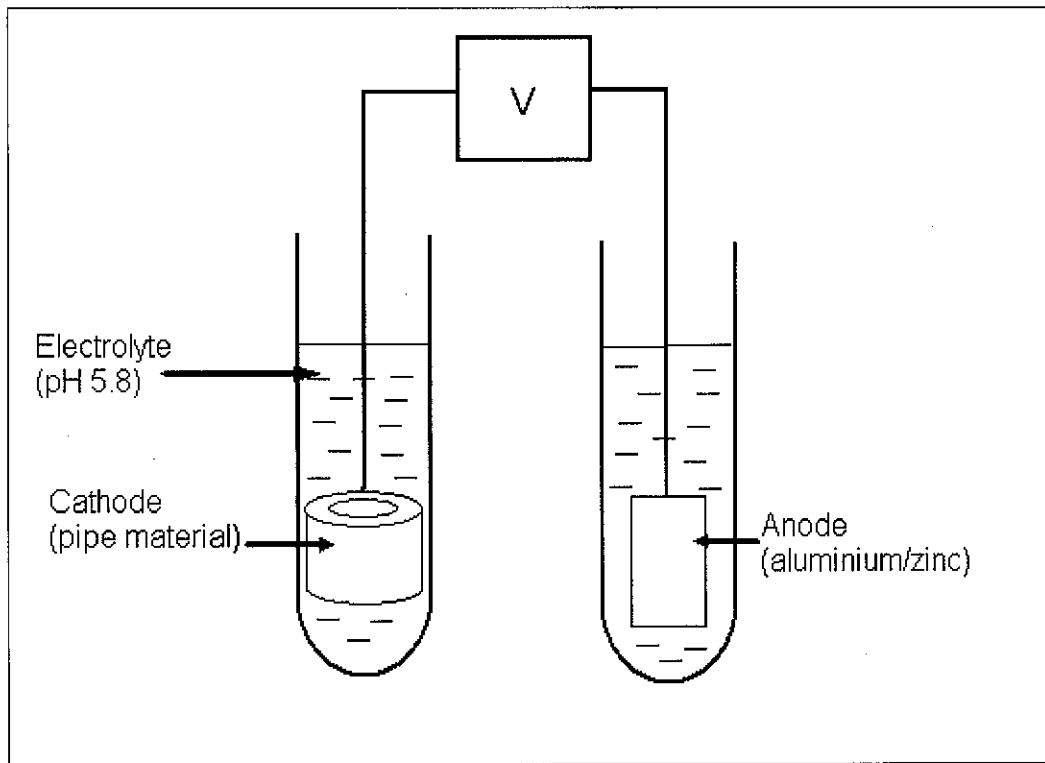 V
Electrolyte
(pH 5.8)
Cathode
(pipe material)
Anode
(aluminium/zinc)